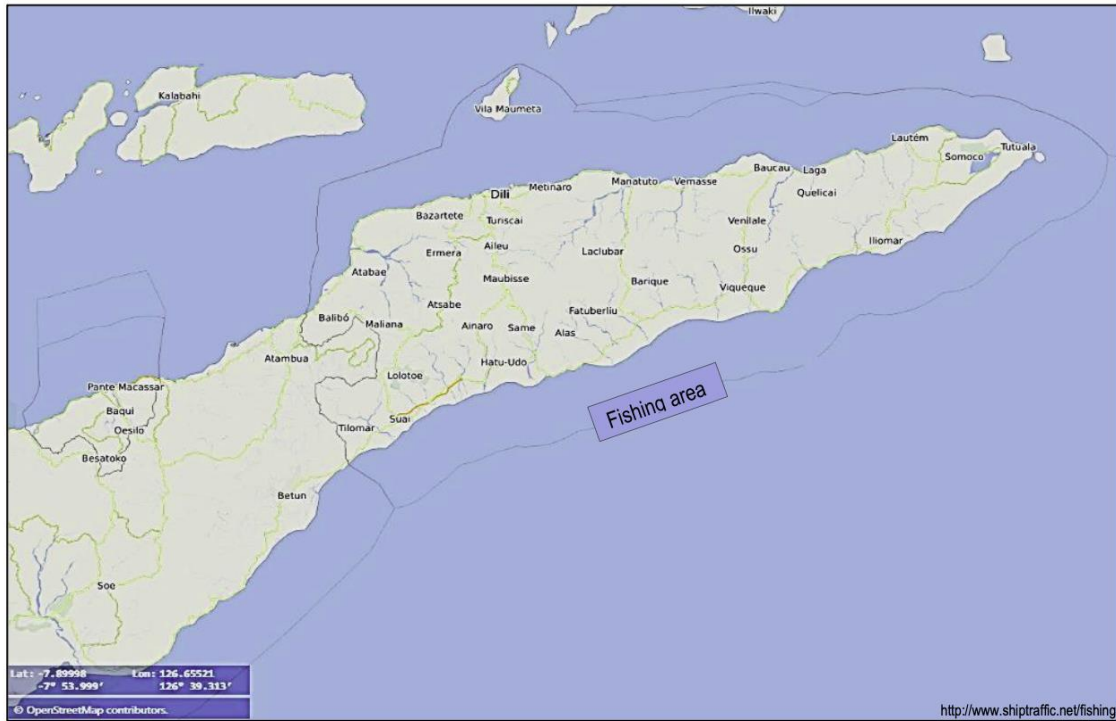 Ilwaki
Kalabahi
Vila Maumeta
Lautém
Tutuala
Somoco
Baucau
Laga
Manatuto
Vemasse
Metinaro
Dili
Quelicai
Bazartete
Turiscai
Venilale
Aileu
Ermera
Laclubar
Ossu
Iliomar
Atabae
Maubisse
Barique
Viqueque
Atsabe
Fatuberliu
Balibó
Maliana
Ainaro
Same
Alas
Atambua
Hatu-Udo
Lolotoe
Pante Macassar
Fishing area
Baqui
Suai
Oesilo
Tilomar
Besatoko
Betun
Soe
Lat: -7.89998 Lon: 126.65521
-7° 53.999' 126° 39.313'
© OpenStreetMap contributors.
http://www.shiptraffic.net/fishing